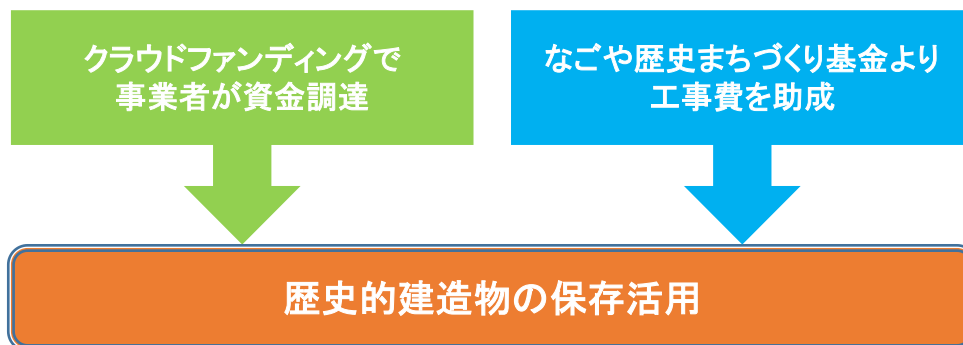 クラウドファンディングで
事業者が資金調達
なごや歴史まちづくり基金より
工事費を助成
歴史的建造物の保存活用